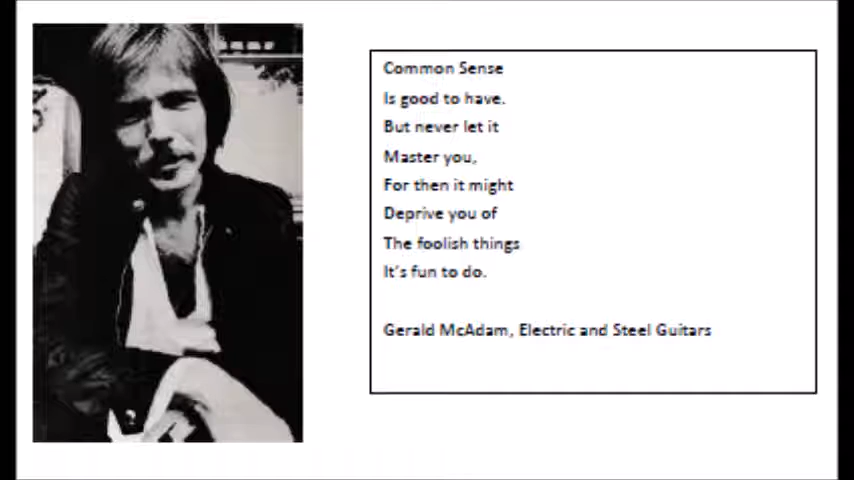 Common Sense
Is good to have.
But never let it
Master you,
For then it might
Deprive you of
The foolish things
It's fun to do.
Gerald McAdam, Electric and Steel Guitars